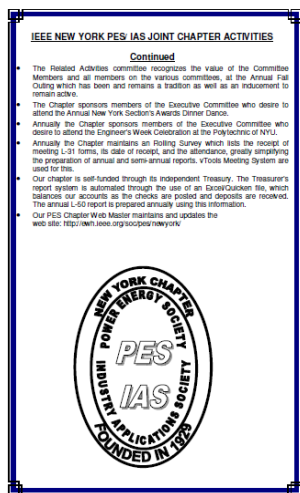 IEEE NEW YORK PES/ IAS JOINT CHAPTER ACTIVITIES
Continued
• The Related Activities committee recognizes the value of the Committee
Members and all members on the various committees, at the Annual Fall
Outing which has been and remains a tradition as well as an inducement to
remain active.
• The Chapter sponsors members of the Executive Committee who desire to
attend the Annual New York Section's Awards Dinner Dance.
• Annually the Chapter sponsors members of the Executive Committee who
desire to attend the Engineer's Week Celebration at the Polytechnic of NYU.
• Annually the Chapter maintains an Rolling Survey which lists the receipt of
meeting L-31 forms, its date of receipt, and the attendance, greatly simplifying
the preparation of annual and semi-annual reports. vTools Meeting System are
used for this.
• Our chapter is self-funded through its independent Treasury. The Treasurer's
report system is automated through the use of an Excel/Quicken file, which
balances our accounts as the checks are posted and deposits are received.
The annual L-50 report is prepared annually using this information.
• Our PES Chapter Web Master maintains and updates the
web site: http://ewh.ieee.org/soc/pes/newyork/
NEW YORK CHAPTER
POWER ENERGY SOCIETY
PES
IAS
INDUSTRY APPLICATIONS SOCIETY
FOUNDED IN 1929